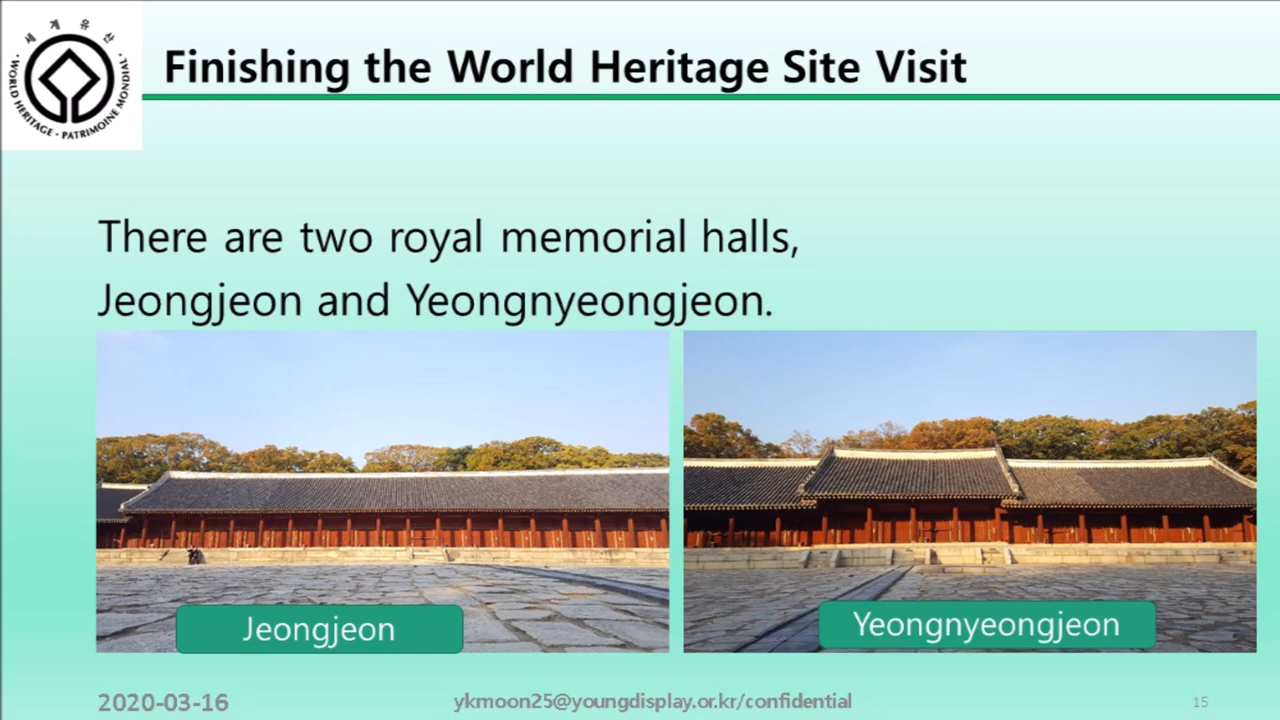 세계유산
WORLD HERITAGE · PATRIMOINE MONDIAL
Finishing the World Heritage Site Visit
There are two royal memorial halls,
Jeongjeon and Yeongnyeongjeon.
Jeongjeon
Yeongnyeongjeon
2020-03-16
ykmoon25@youngdisplay.or.kr/confidential
15